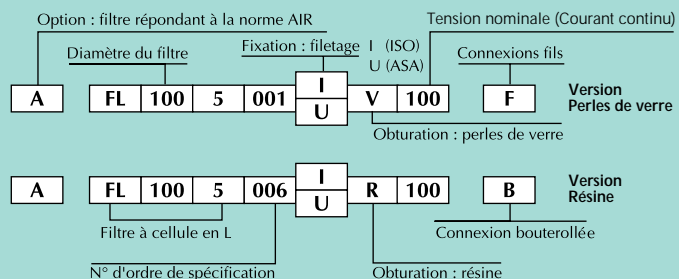 Option : filtre répondant à la norme AIR
Tension nominale (Courant continu)
Diamètre du filtre
Fixation : filetage I (ISO)
U (ASA)
Connexions fils
A FL 100 5 001 I U V 100 F
Version
Perles de verre
Obturation : perles de verre
A FL 100 5 006 I U R 100 B
Version
Résine
Filtre à cellule en L
Connexion bouterollée
N° d'ordre de spécification
Obturation : résine